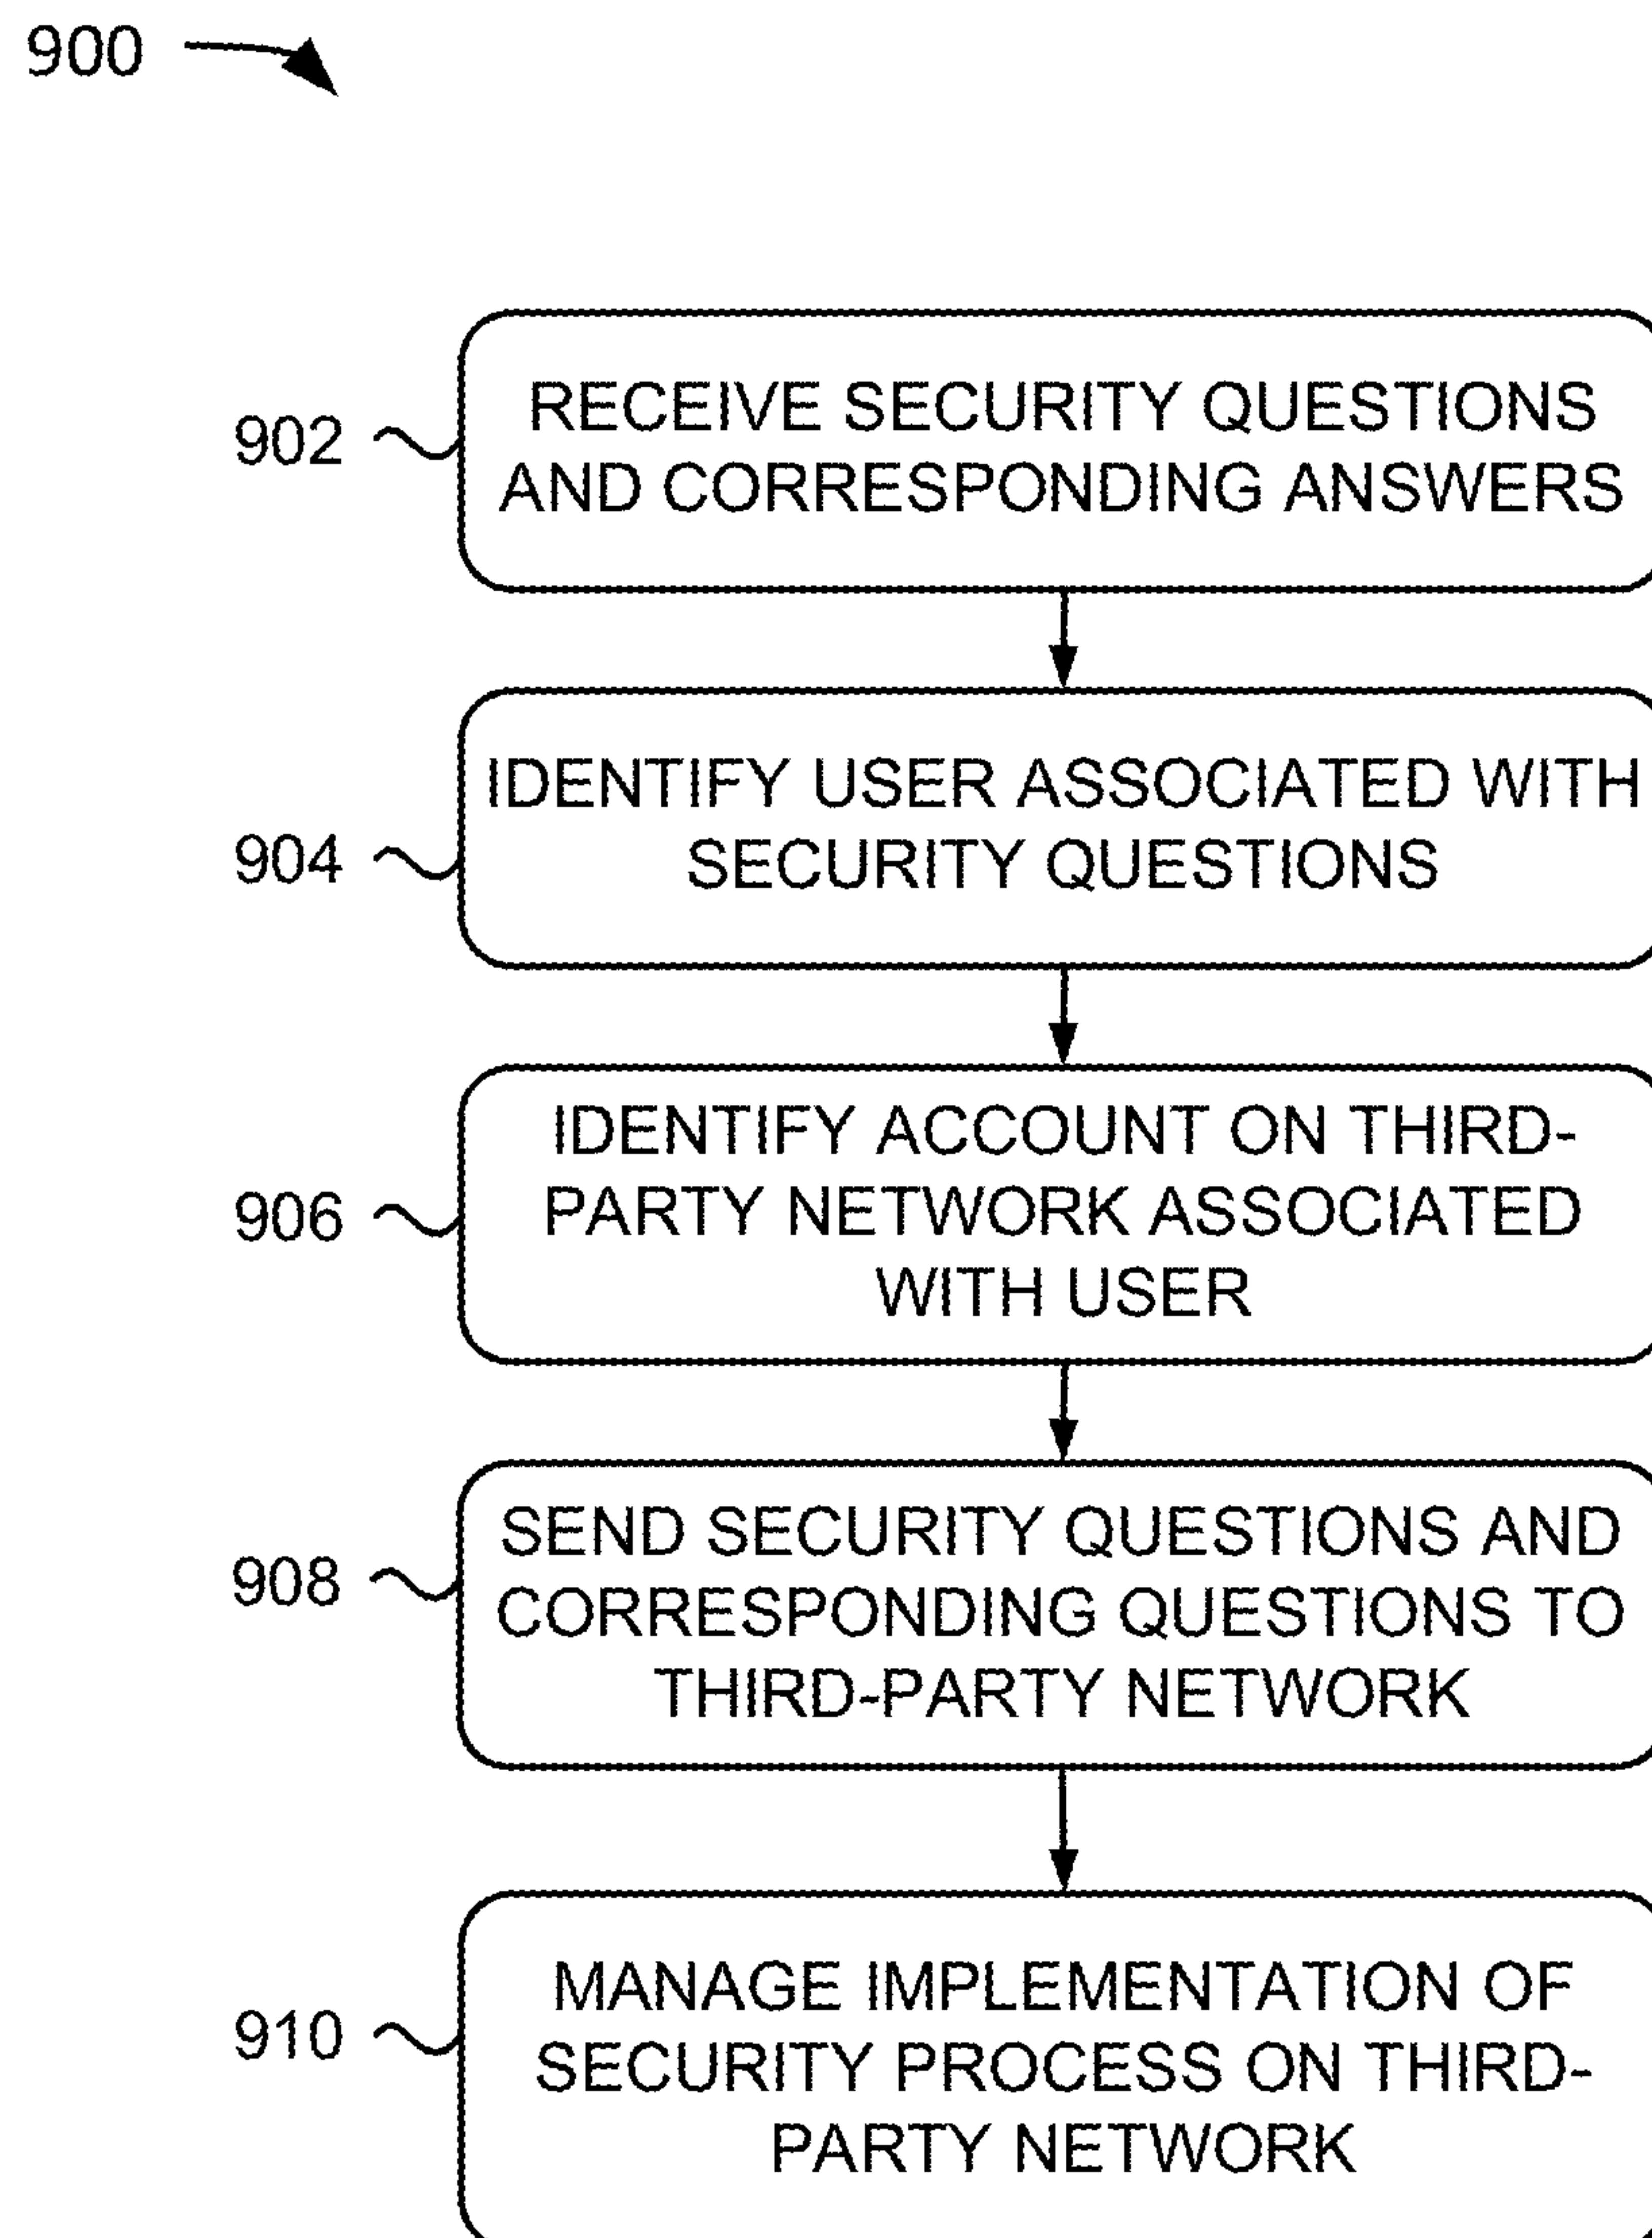 900
902
RECEIVE SECURITY QUESTIONS
AND CORRESPONDING ANSWERS
904
IDENTIFY USER ASSOCIATED WITH
SECURITY QUESTIONS
906
IDENTIFY ACCOUNT ON THIRD-
PARTY NETWORK ASSOCIATED
WITH USER
908
SEND SECURITY QUESTIONS AND
CORRESPONDING QUESTIONS TO
THIRD-PARTY NETWORK
910
MANAGE IMPLEMENTATION OF
SECURITY PROCESS ON THIRD-
PARTY NETWORK